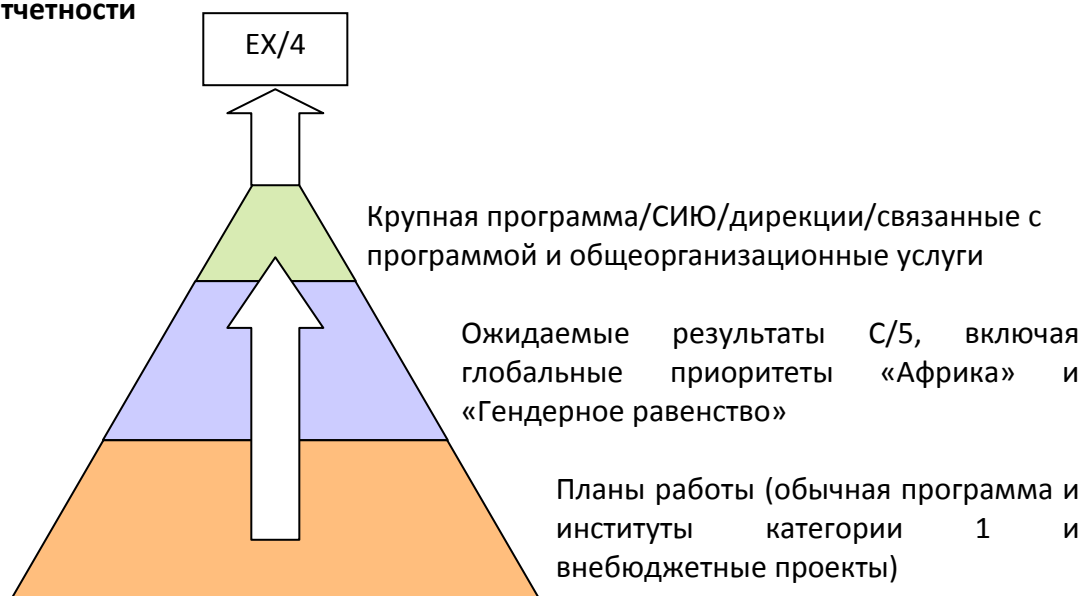 тчетности
EX/4
Крупная программа/СИЮ/дирекции/связанные с
программой и общеорганизационные услуги
Ожидаемые результаты C/5, включая
глобальные приоритеты «Африка» и
«Гендерное равенство»
Планы работы (обычная программа и
институты категории 1 и
внебюджетные проекты)